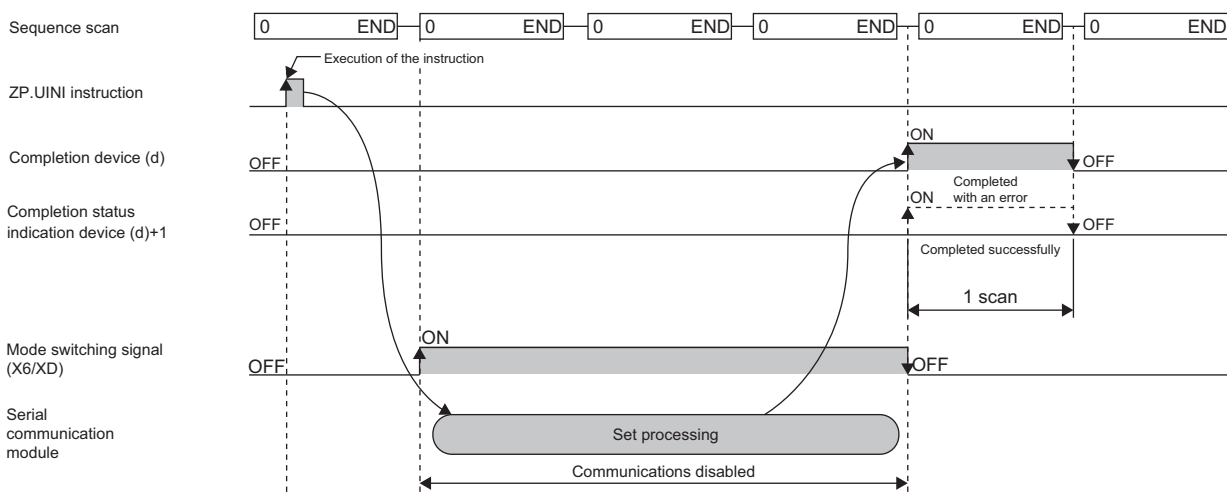 Sequence scan
0 END 0 END 0 END 0 END 0 END 0 END
Execution of the instruction
ZP.UINI instruction
ON
Completion device (d)
OFF
OFF
Completed
with an error
ON
Completion status
indication device (d)+1
OFF
OFF
Completed successfully
1 scan
ON
Mode switching signal
(X6/XD)
OFF
OFF
Serial
communication
module
Set processing
Communications disabled